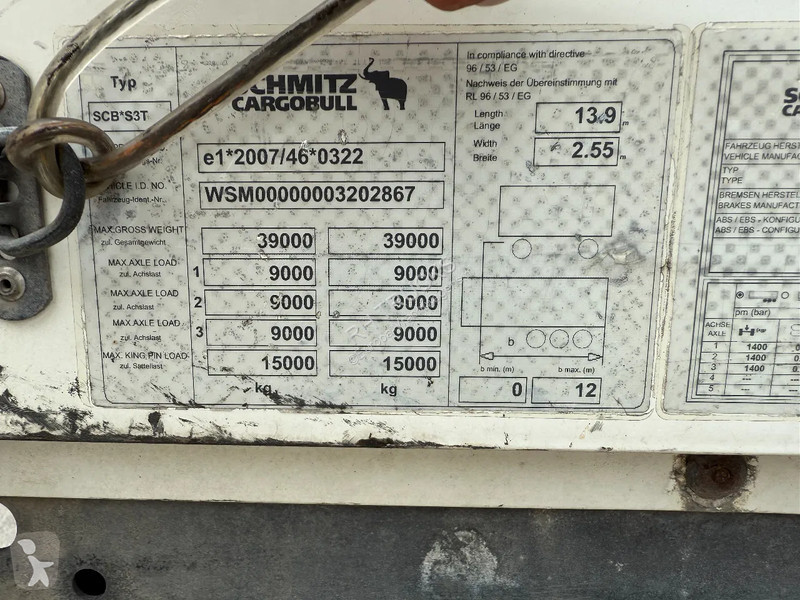 Typ
SCHMITZ
CARGOBULL
SCB*S3T
e1*2007/46*0322
VEHICLE I.D. NO.
Fahrzeug-Ident.-Nr.
WSM00000003202867
MAX.GROSS WEIGHT
zul. Gesamtgewicht
39000 39000
MAX.AXLE LOAD
zul. Achslast
1 9000 9000
MAX.AXLE LOAD
zul. Achslast
2 9000 9000
MAX.AXLE LOAD
zul. Achslast
3 9000 9000
MAX. KING PIN LOAD
zul. Sattellast
15000 15000
kg kg
In compliance with directive
96 / 53 / EG
Nachweis der Übereinstimmung mit
RL 96 / 53 / EG
Length
Länge
13.9 m
Width
Breite
2.55 m
b
b min. (m) b max. (m)
0 12
FAHRZEUG HERST
VEHICLE MANUFAC
TYP
TYPE
BREMSEN HERSTEL
BRAKES MANUFACT
ABS / EBS - KONFIGU
ABS / EBS - CONFIGU
pm (bar)
ACHSE
AXLE
1 1400
2 1400
3 1400
4 ---
5 ---